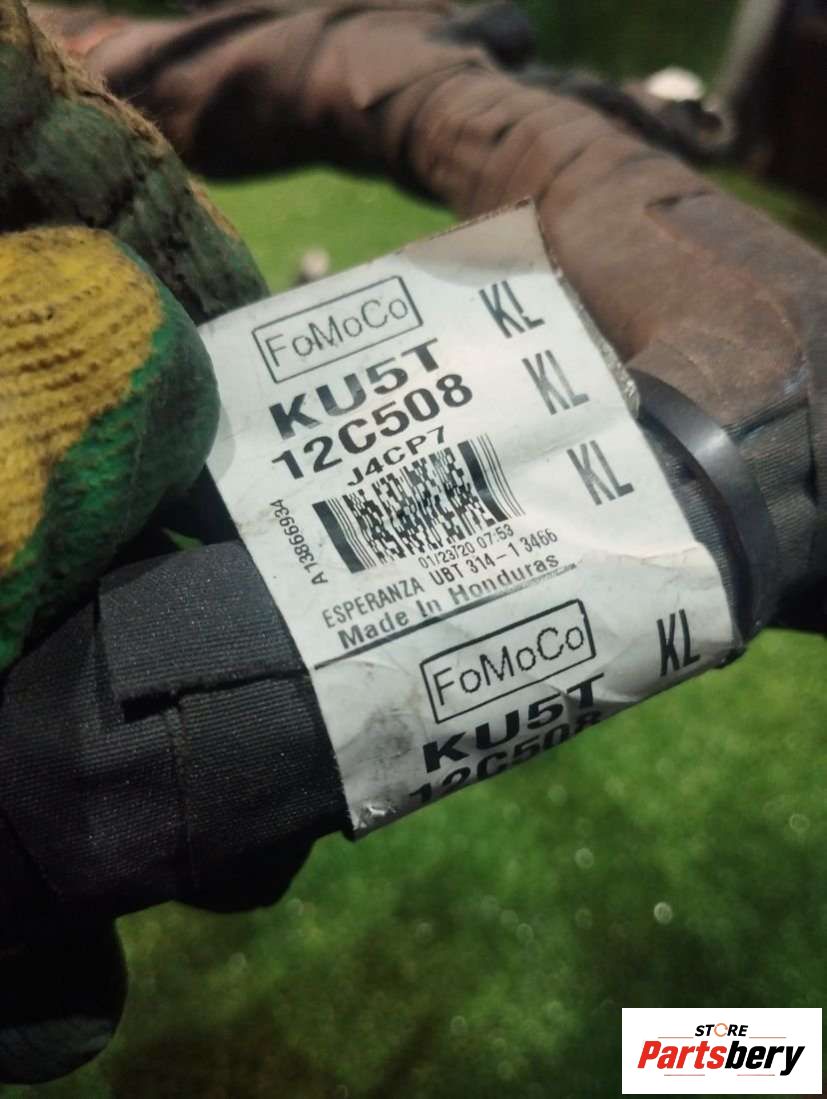 FoMoCo
KL
KU5T
KL
12C508
J4CP7
KL
A13866934
01/23/20 07:53
ESPERANZA UBT 314-1 3466
Made In Honduras
FoMoCo
KL
KU5T
12C508
STORE
Partsbery